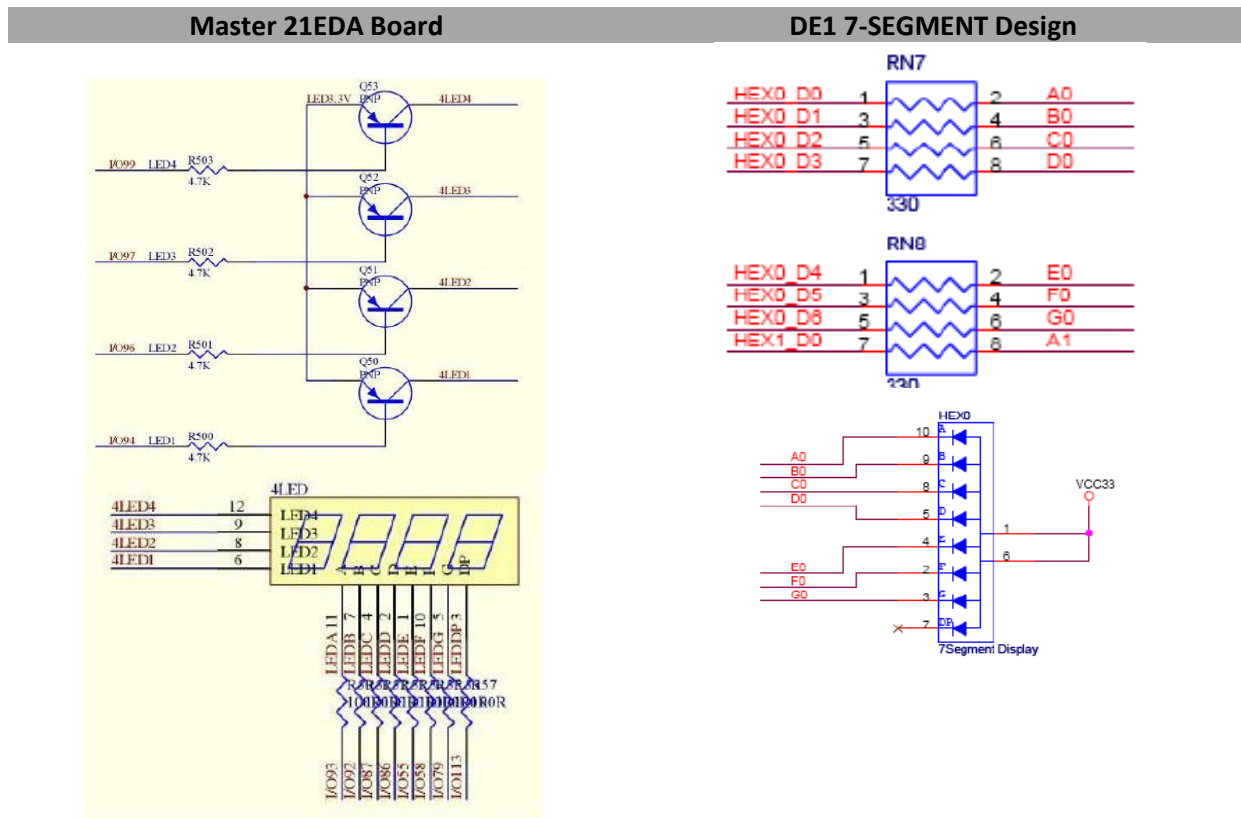 Master 21EDA Board
DE1 7-SEGMENT Design
Q53
LED3.3V PNP 4LED4
I/O99 LED4 R503
4.7K
Q52
PNP 4LED3
I/O97 LED3 R502
4.7K
Q51
PNP 4LED2
I/O96 LED2 R501
4.7K
Q50
PNP 4LED1
I/O94 LED1 R500
4.7K
4LED
4LED4 12 LED4
4LED3 9 LED3
4LED2 8 LED2
4LED1 6 LED1
A B C D E F G DP
LEDA 11
LEDB 7
LEDC 4
LEDD 2
LEDE 1
LEDF 10
LEDG 5
LEDDP 3
I/O93
I/O92
I/O87
I/O86
I/O55
I/O58
I/O79
I/O113
RN7
HEX0_D0 1 2 A0
HEX0_D1 3 4 B0
HEX0_D2 5 6 C0
HEX0_D3 7 8 D0
330
RN8
HEX0_D4 1 2 E0
HEX0_D5 3 4 F0
HEX0_D6 5 6 G0
HEX1_D0 7 8 A1
330
HEX0
A0 10 A
B0 9 B
C0 8 C
D0 5 D
VCC33
1
4 E
6
E0
F0 2 F
G0 3 G
7 DP
7Segment Display